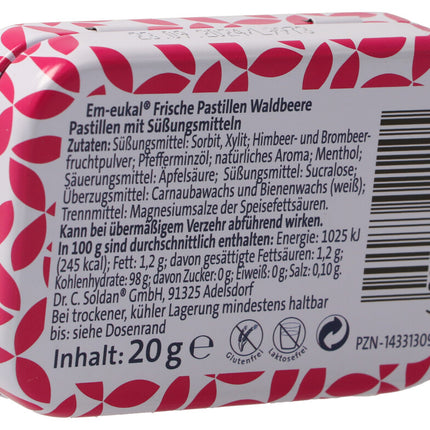 Em-eukal® Frische Pastillen Waldbeere
Pastillen mit Süßungsmitteln
Zutaten: Süßungsmittel: Sorbit, Xylit; Himbeer- und Brombeer-
fruchtpulver; Pfefferminzöl; natürliches Aroma; Menthol;
Säuerungsmittel: Äpfelsäure; Süßungsmittel: Sucralose;
Überzugsmittel: Carnaubawachs und Bienenwachs (weiß);
Trennmittel: Magnesiumsalze der Speisefettsäuren.
Kann bei übermäßigem Verzehr abführend wirken.
In 100 g sind durchschnittlich enthalten: Energie: 1025 kJ
(245 kcal); Fett: 1,2 g; davon gesättigte Fettsäuren: 1,2 g;
Kohlenhydrate: 98 g; davon Zucker: 0 g; Eiweiß: 0 g; Salz: 0,10 g.
Dr. C. Soldan® GmbH, 91325 Adelsdorf
Bei trockener, kühler Lagerung mindestens haltbar
bis: siehe Dosenrand
Inhalt: 20 g e
Glutenfrei
Lactosefrei
PZN-14331309